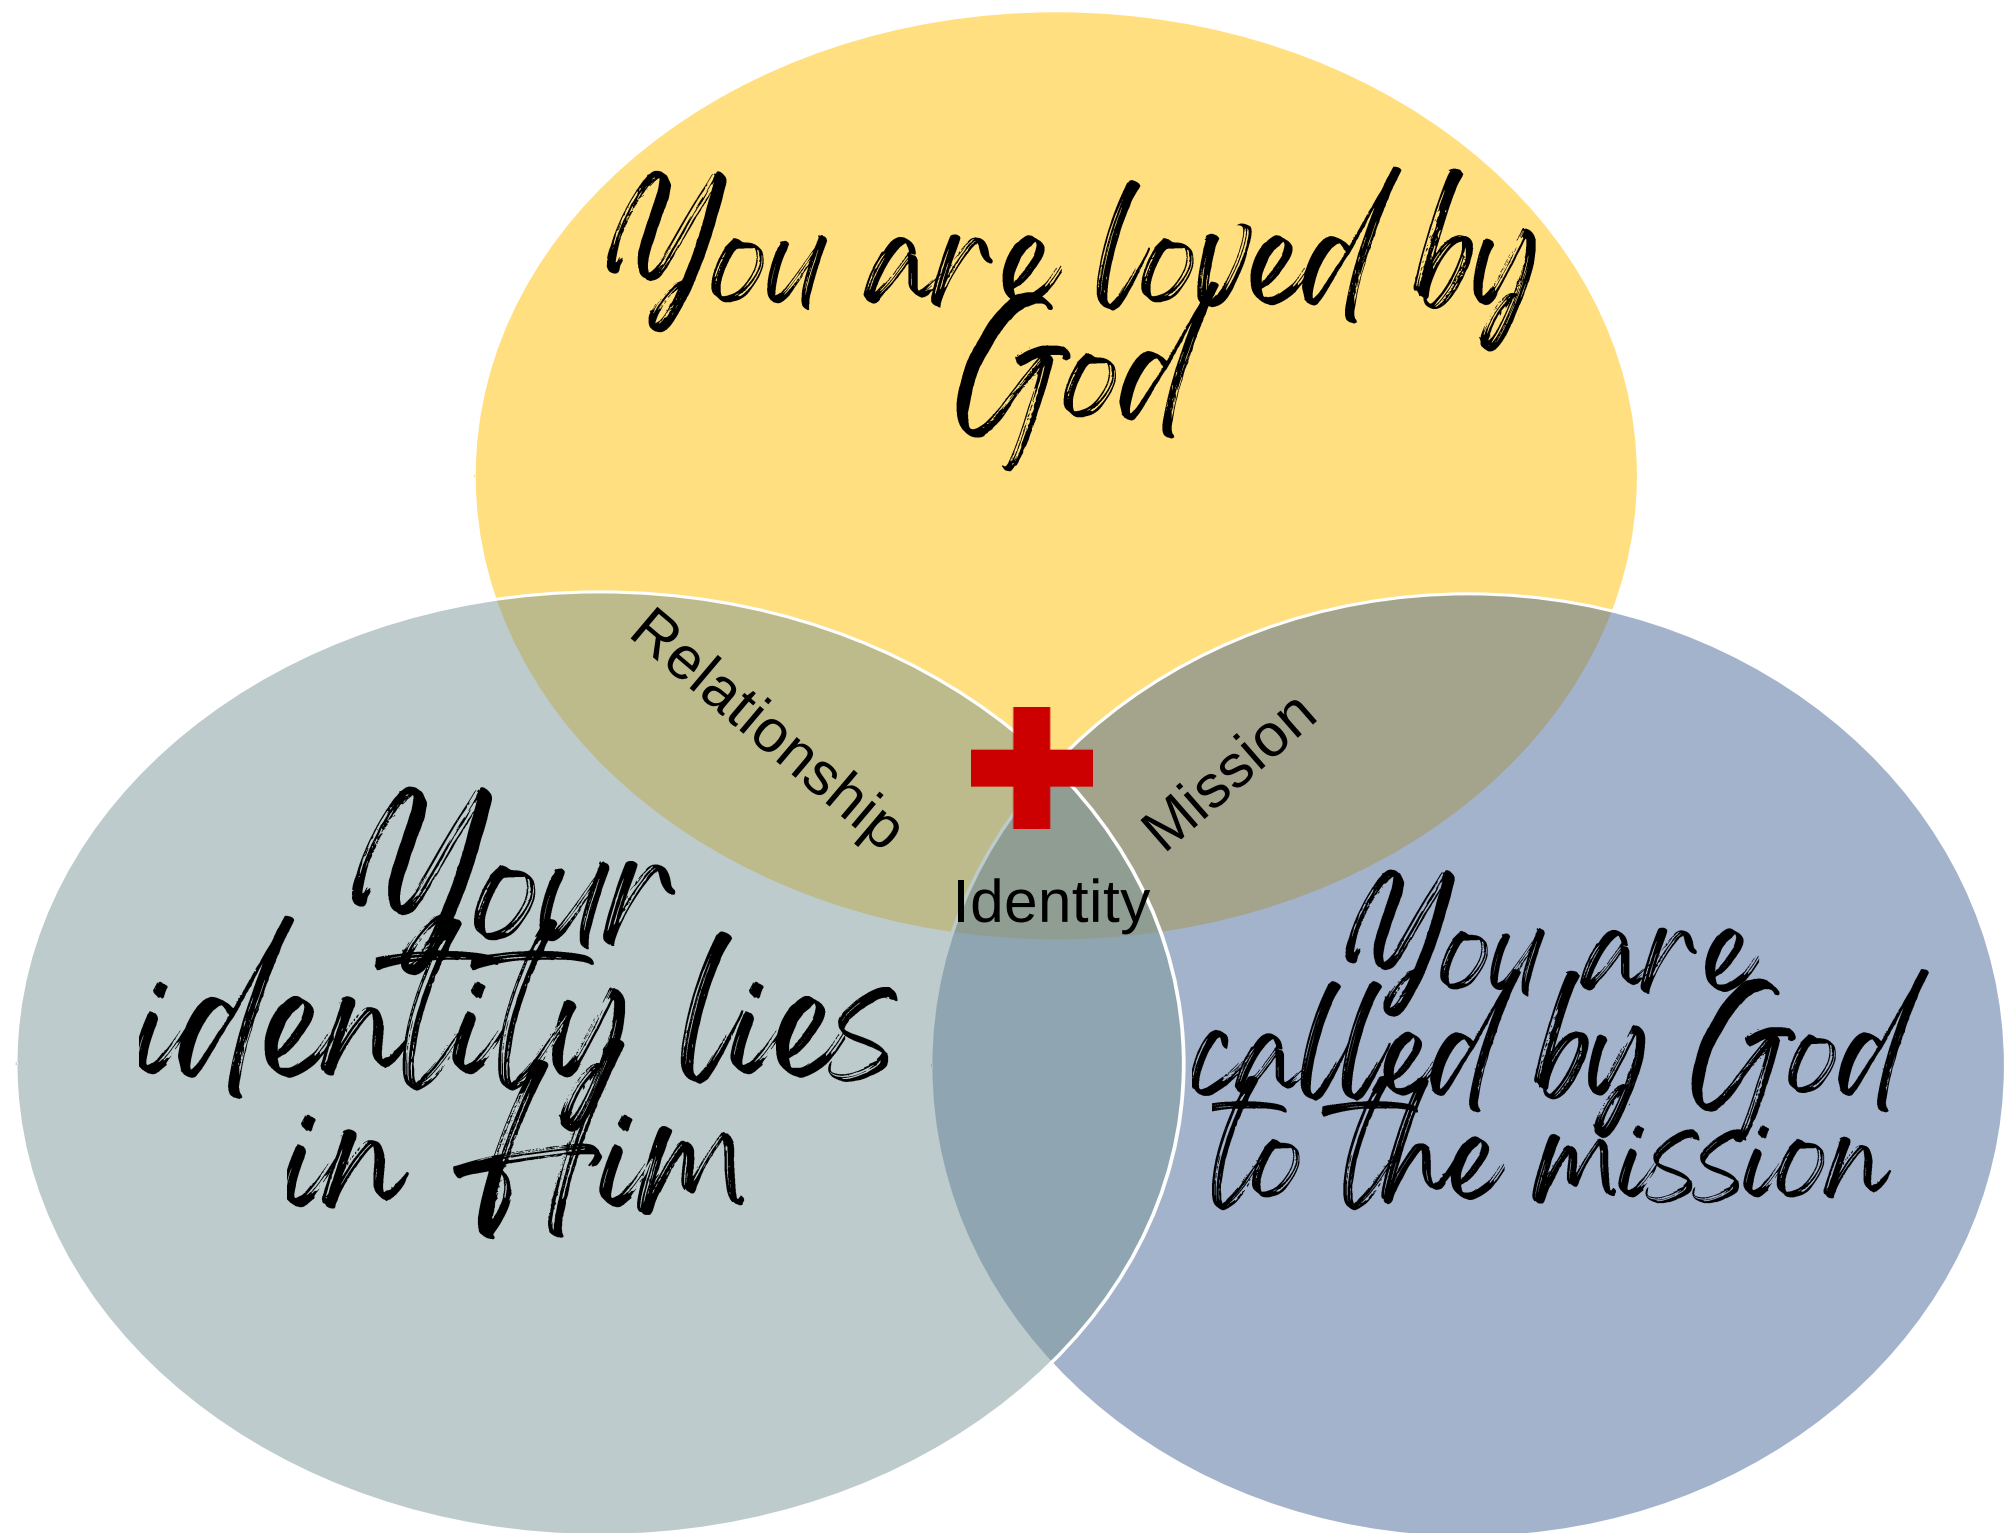 You are loved by
God
Relationship
Mission
Identity
Your
identity lies
in Him
You are
called by God
to the mission